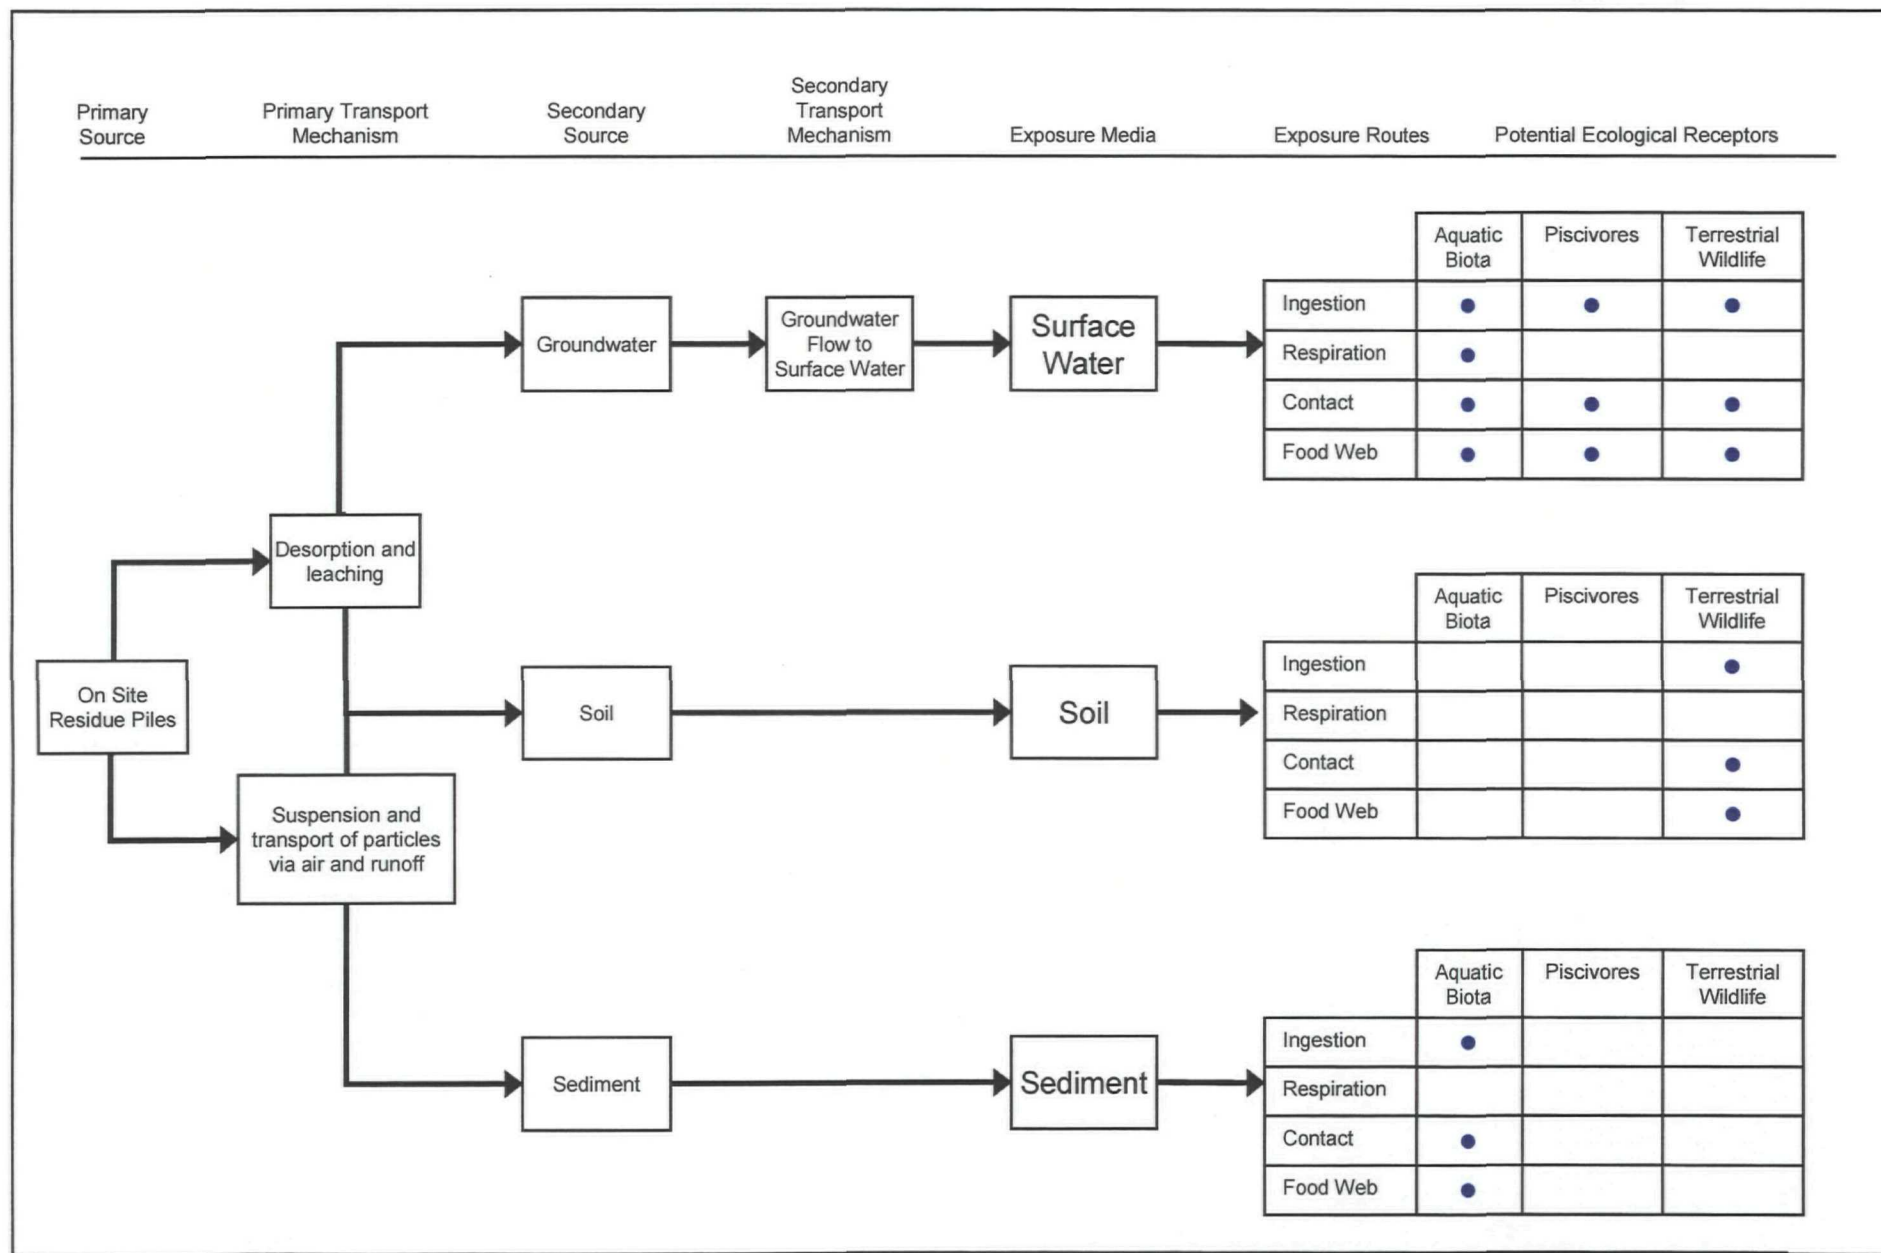 Primary
Source
Primary Transport
Mechanism
Secondary
Source
Secondary
Transport
Mechanism
Exposure Media
Exposure Routes
Potential Ecological Receptors
Aquatic
Biota
Piscivores
Terrestrial
Wildlife
Ingestion
Respiration
Contact
Food Web
Groundwater
Groundwater
Flow to
Surface Water
Surface
Water
Desorption and
leaching
On Site
Residue Piles
Soil
Soil
Aquatic
Biota
Piscivores
Terrestrial
Wildlife
Ingestion
Respiration
Contact
Food Web
Suspension and
transport of particles
via air and runoff
Sediment
Sediment
Aquatic
Biota
Piscivores
Terrestrial
Wildlife
Ingestion
Respiration
Contact
Food Web